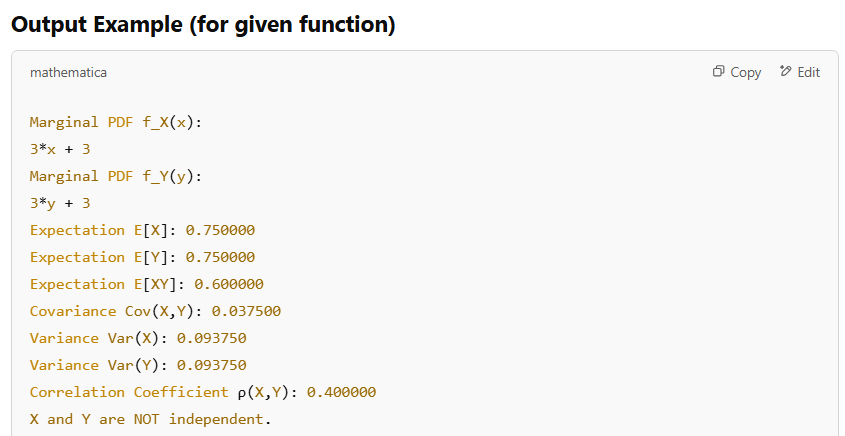 Output Example (for given function)
mathematica
Copy
Edit
Marginal PDF f_X(x):
3*x + 3
Marginal PDF f_Y(y):
3*y + 3
Expectation E[X]: 0.750000
Expectation E[Y]: 0.750000
Expectation E[XY]: 0.600000
Covariance Cov(X,Y): 0.037500
Variance Var(X): 0.093750
Variance Var(Y): 0.093750
Correlation Coefficient ρ(X,Y): 0.400000
X and Y are NOT independent.